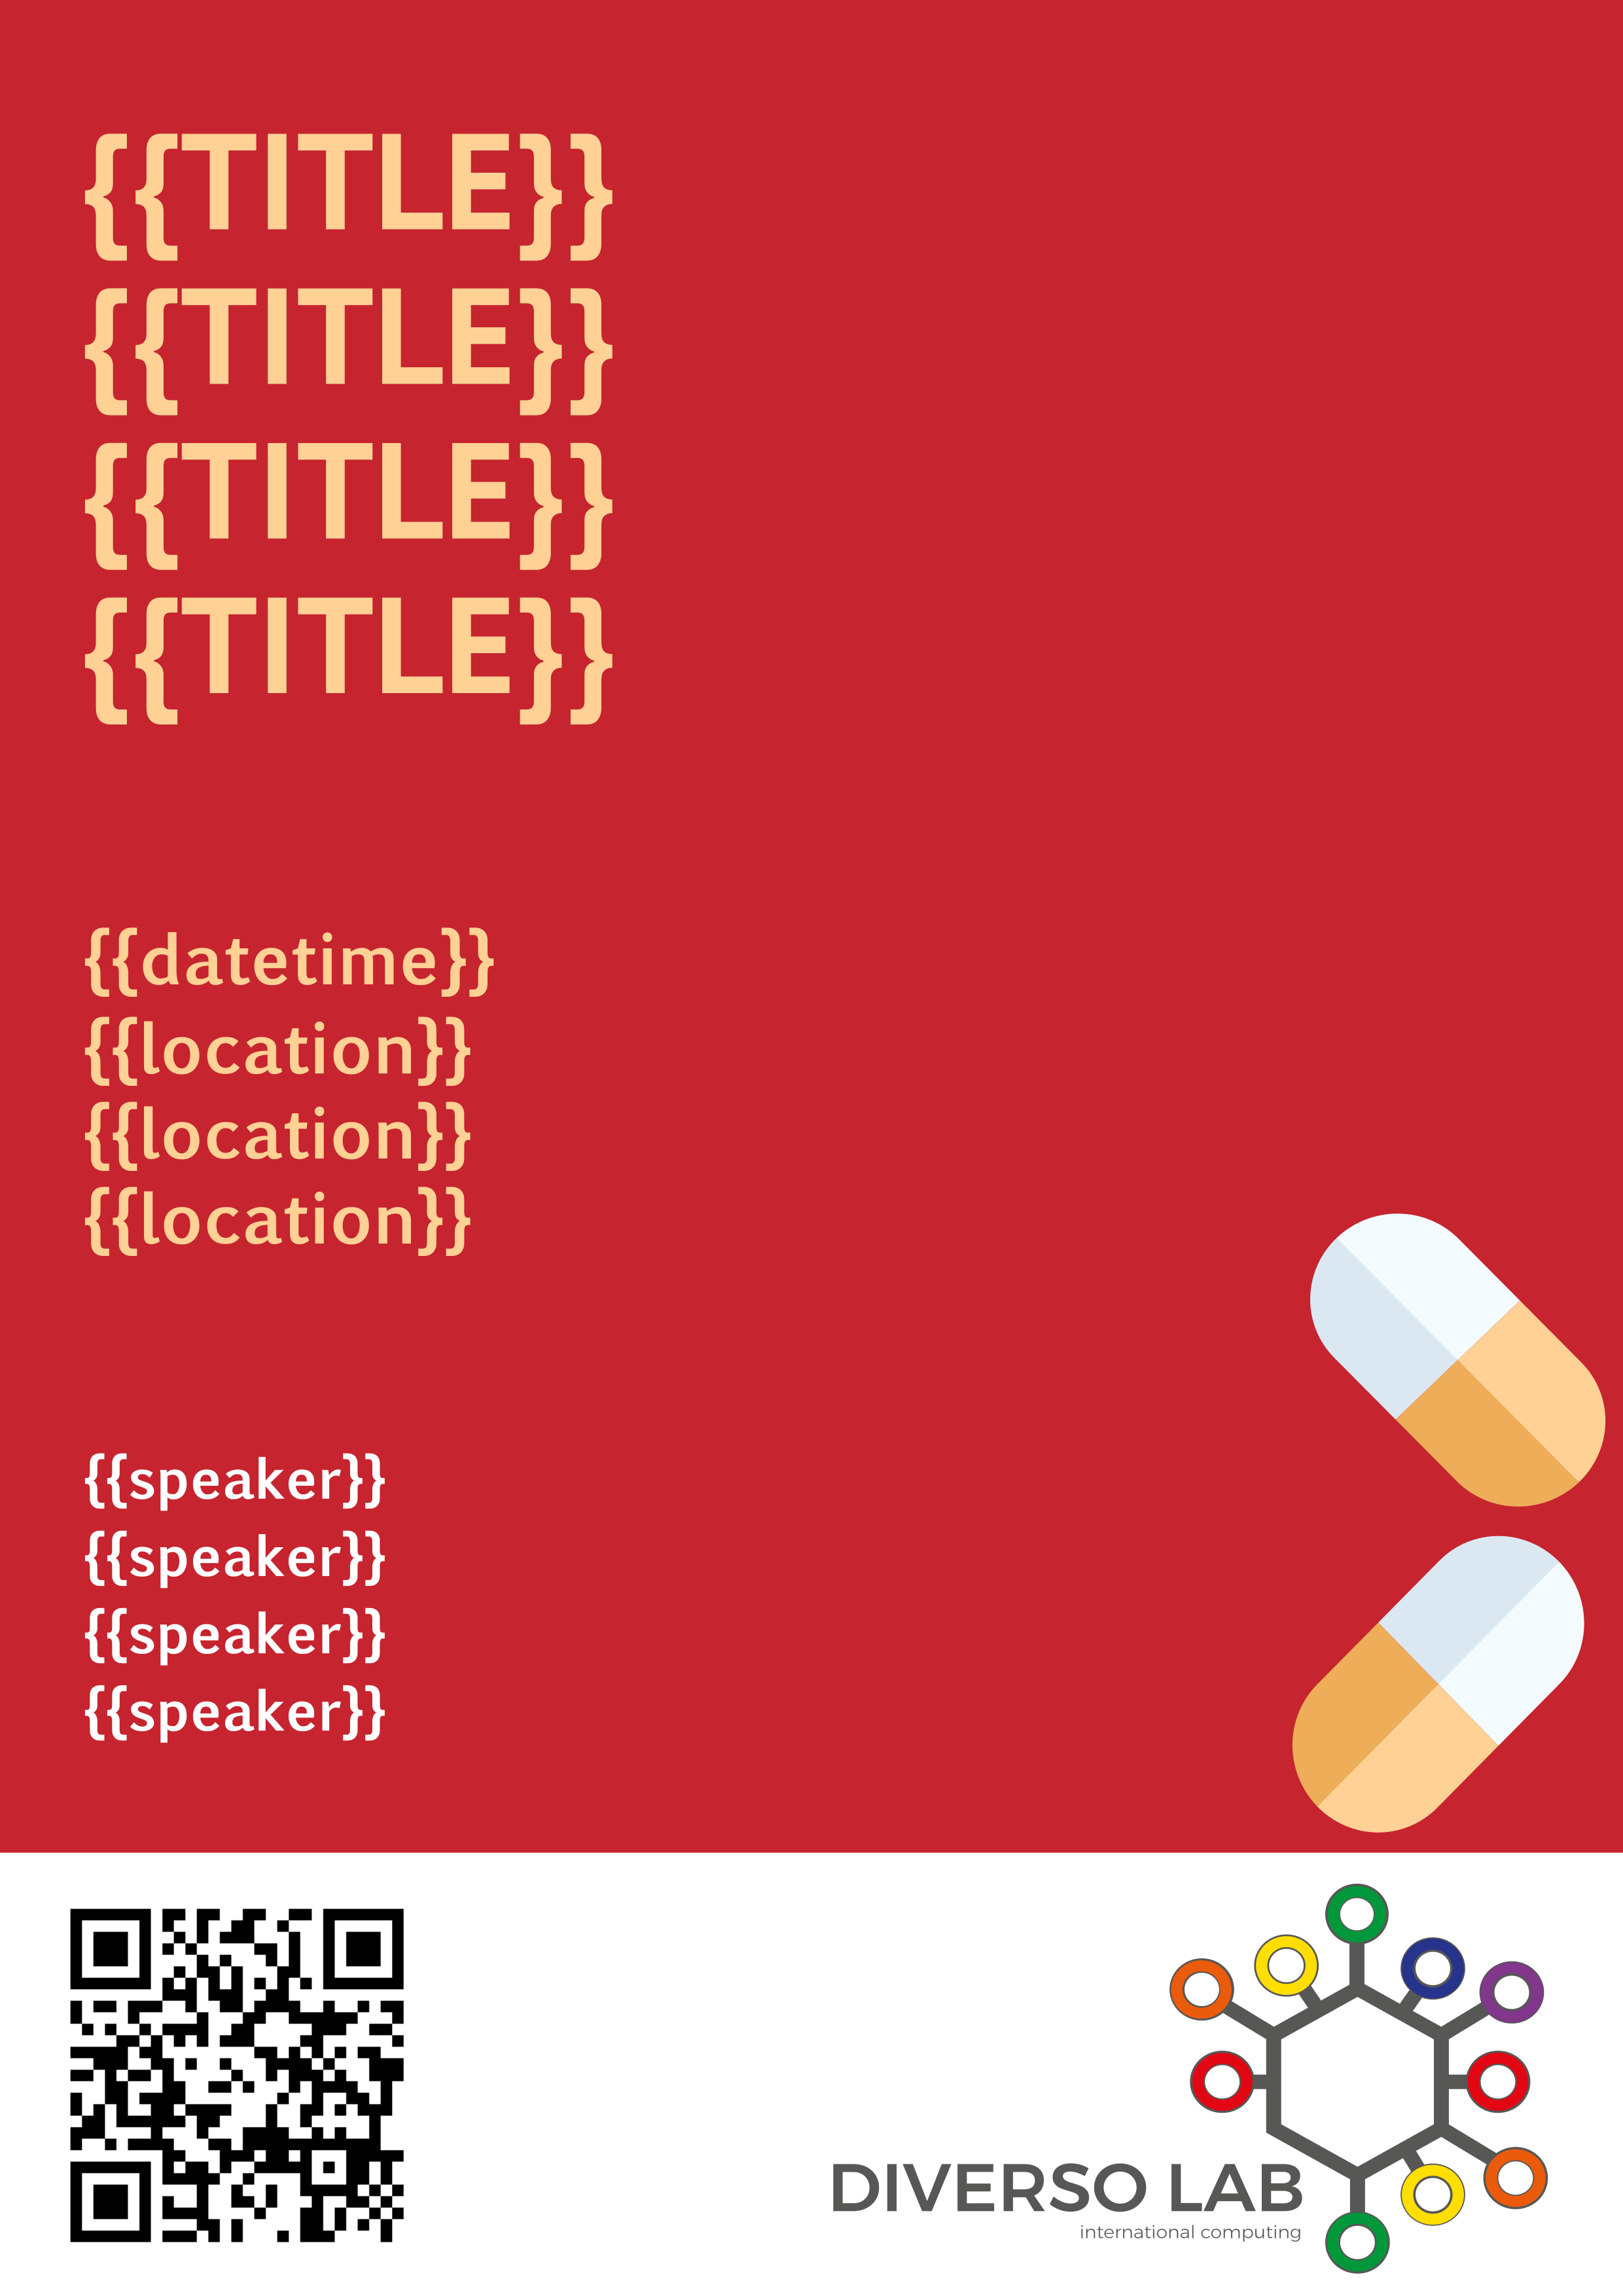 {{TITLE}}
{{TITLE}}
{{TITLE}}
{{TITLE}}
{{datetime}}
{{location}}
{{location}}
{{location}}
{{speaker}}
{{speaker}}
{{speaker}}
{{speaker}}
DIVERSO LAB
international computing